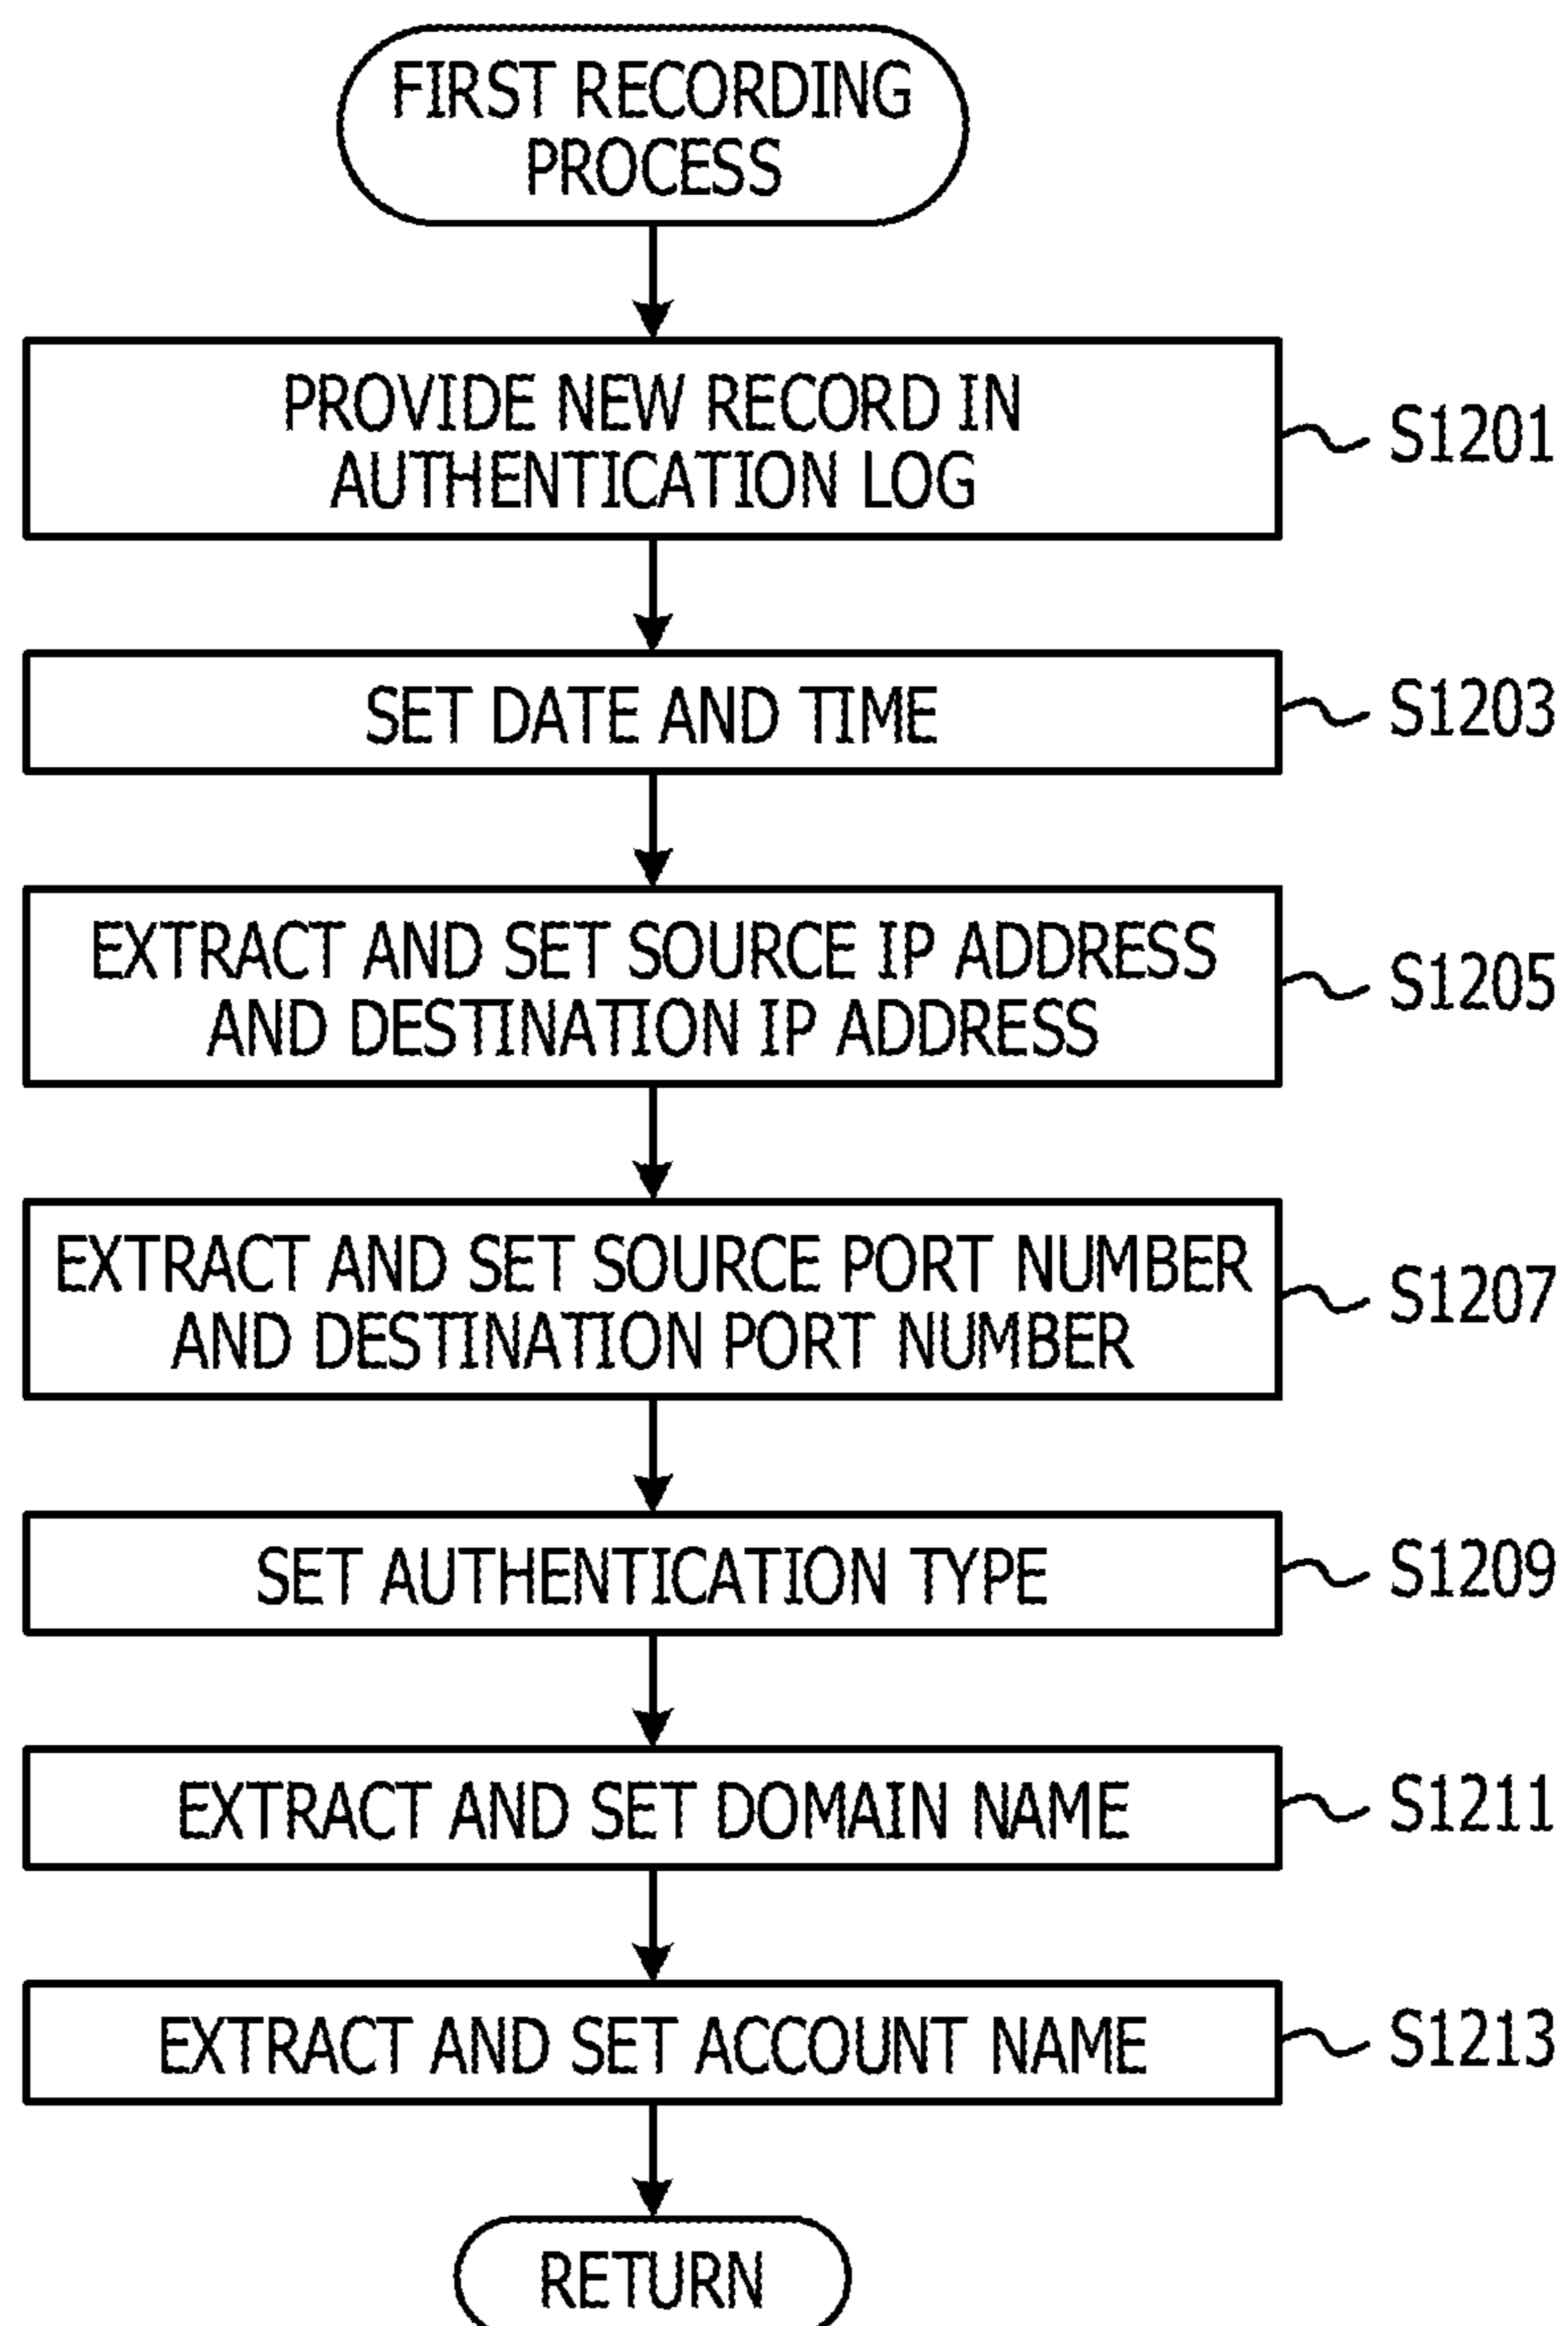 FIRST RECORDING
PROCESS
PROVIDE NEW RECORD IN
AUTHENTICATION LOG
S1201
SET DATE AND TIME
S1203
EXTRACT AND SET SOURCE IP ADDRESS
AND DESTINATION IP ADDRESS
S1205
EXTRACT AND SET SOURCE PORT NUMBER
AND DESTINATION PORT NUMBER
S1207
SET AUTHENTICATION TYPE
S1209
EXTRACT AND SET DOMAIN NAME
S1211
EXTRACT AND SET ACCOUNT NAME
S1213
RETURN